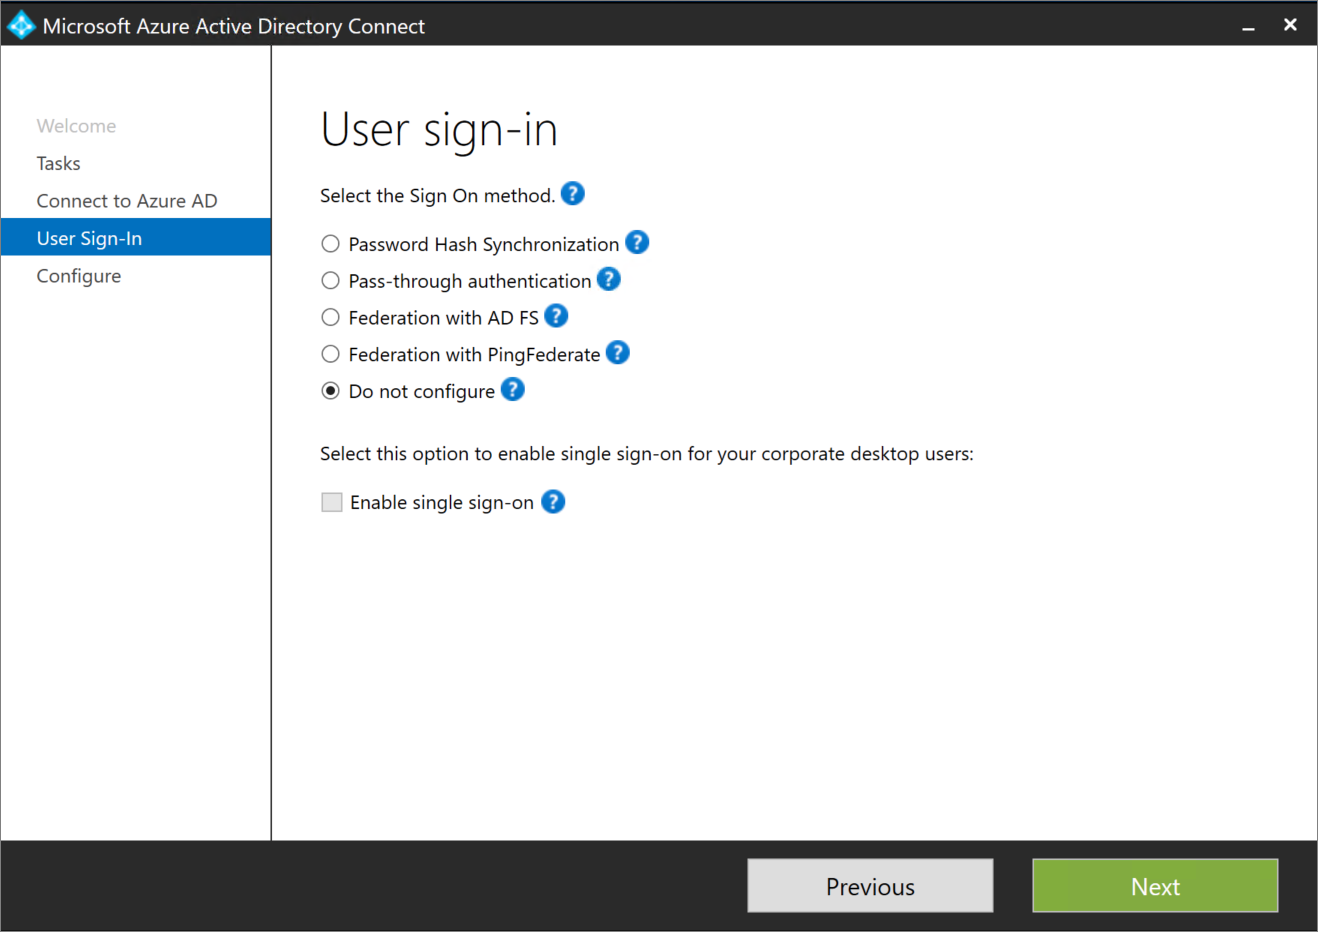 Microsoft Azure Active Directory Connect
Welcome
Tasks
Connect to Azure AD
User Sign-In
Configure
User sign-in
Select the Sign On method. ?
Password Hash Synchronization ?
Pass-through authentication ?
Federation with AD FS ?
Federation with PingFederate ?
Do not configure ?
Select this option to enable single sign-on for your corporate desktop users:
Enable single sign-on ?
Previous
Next